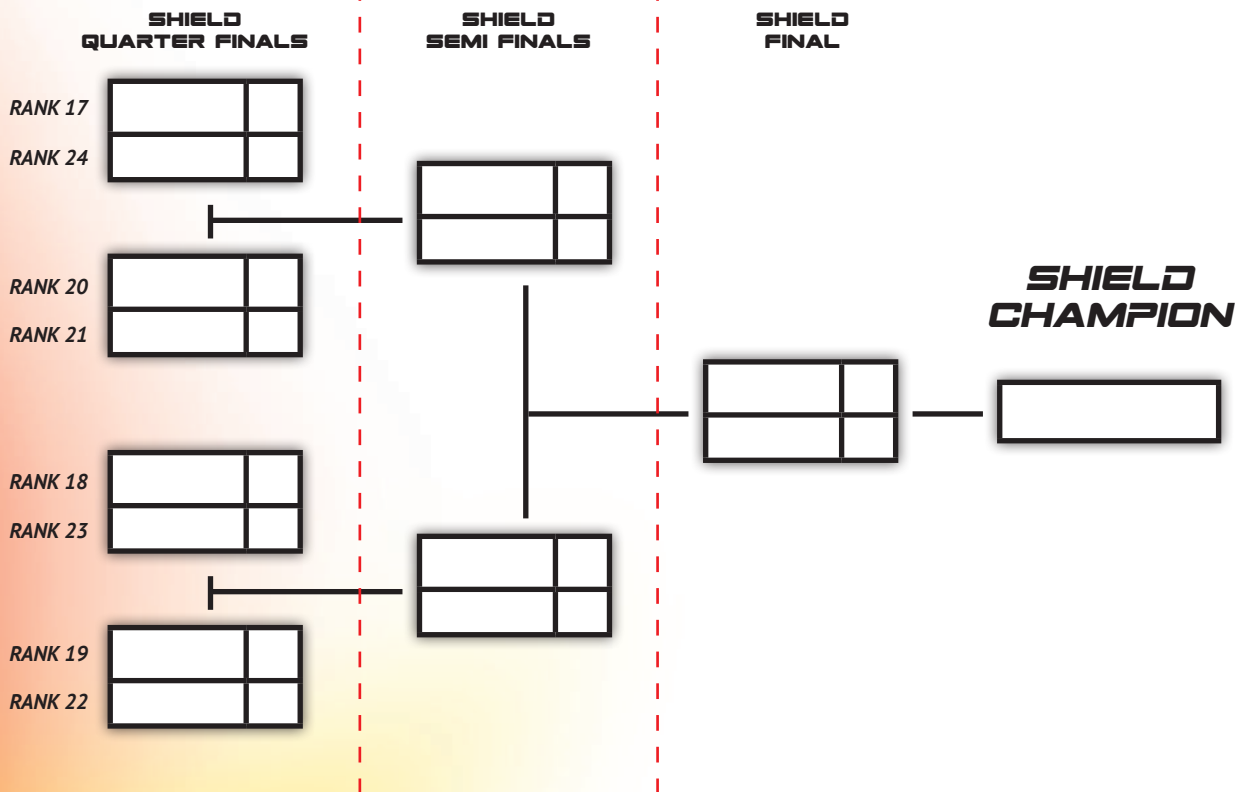 SHIELD
QUARTER FINALS
SHIELD
SEMI FINALS
SHIELD
FINAL
RANK 17
RANK 24
RANK 20
RANK 21
SHIELD
CHAMPION
RANK 18
RANK 23
RANK 19
RANK 22